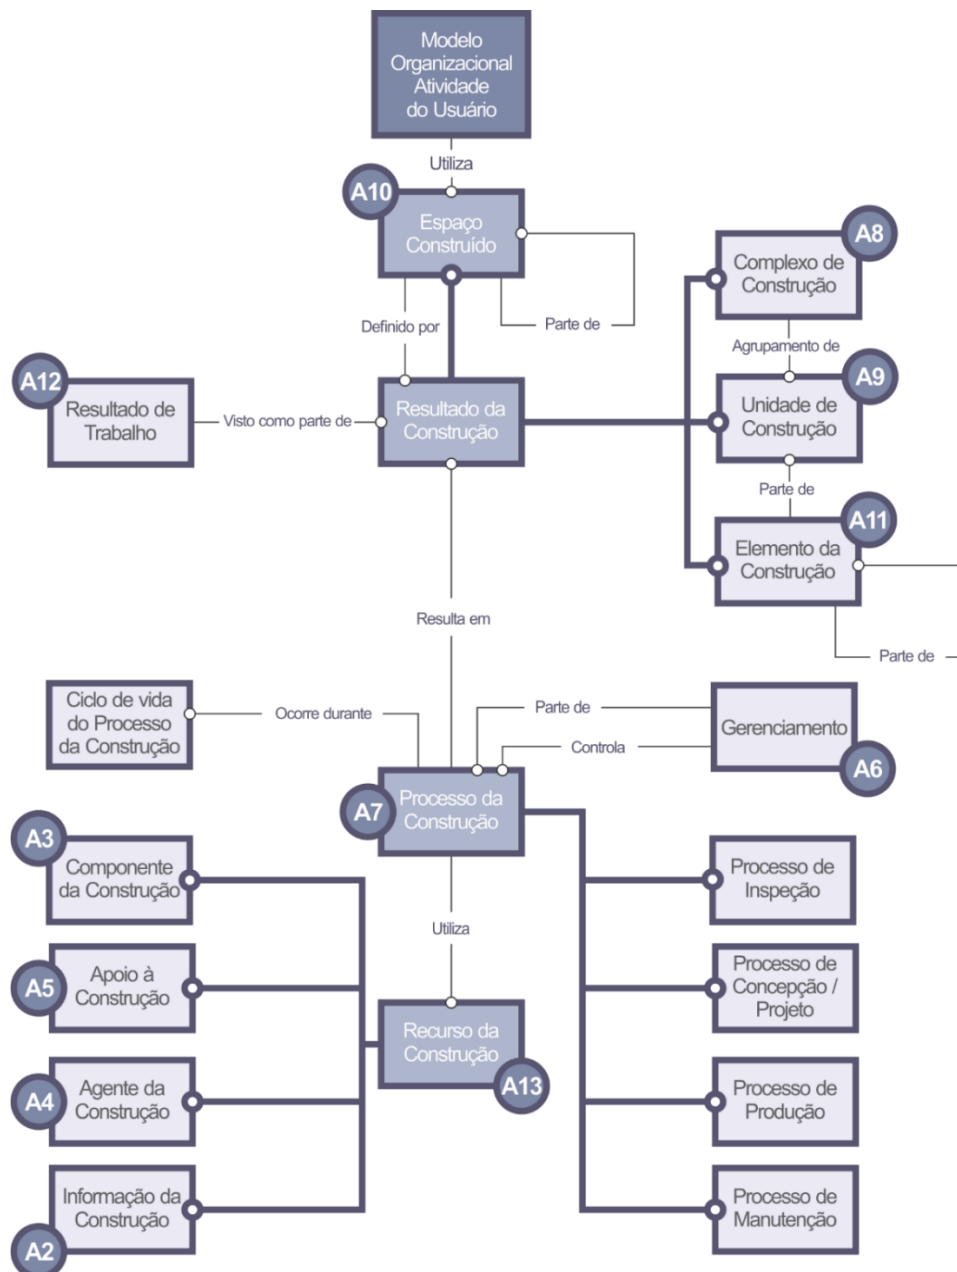 Modelo
Organizacional
Atividade
do Usuário
Utiliza
A10
Espaço
Construído
Parte de
Definido por
A8
Complexo de
Construção
Agrupamento de
A12
Resultado de
Trabalho
Visto como parte de
Resultado da
Construção
A9
Unidade de
Construção
Parte de
A11
Elemento da
Construção
Parte de
Resulta em
Ciclo de vida
do Processo
da Construção
Ocorre durante
Parte de
Controla
Gerenciamento
A6
A7
Processo da
Construção
A3
Componente
da Construção
Processo de
Inspeção
Utiliza
A5
Apoio à
Construção
Processo de
Concepção /
Projeto
Recurso da
Construção
A13
A4
Agente da
Construção
Processo de
Produção
Informação da
Construção
A2
Processo de
Manutenção